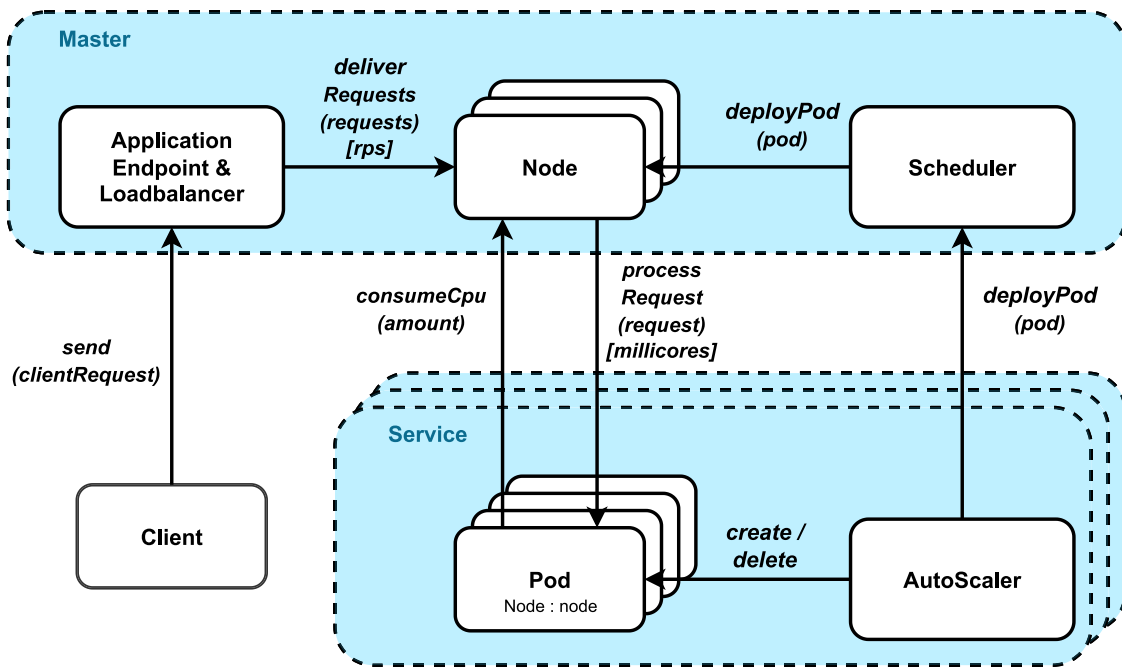 Master
deliver
Requests
(requests)
[rps]
deployPod
(pod)
Application
Endpoint &
Loadbalancer
Node
Scheduler
consumeCpu
(amount)
process
Request
(request)
[millicores]
deployPod
(pod)
send
(clientRequest)
Service
Client
create /
delete
Pod
Node : node
AutoScaler